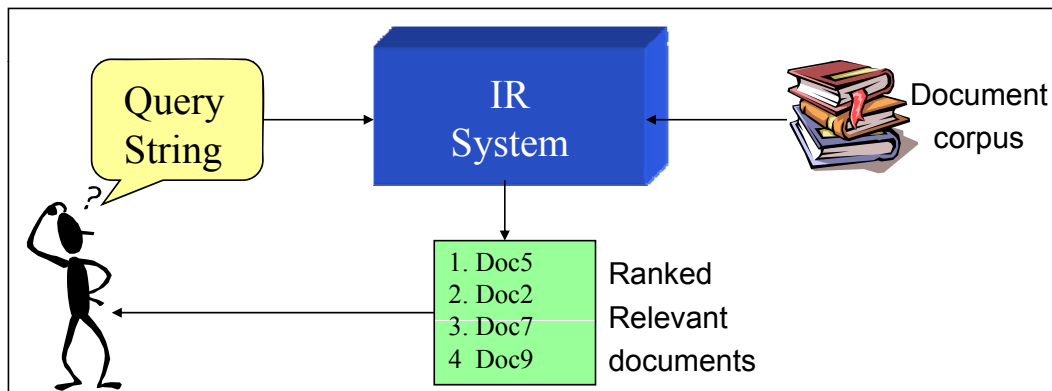 Query
String
?
IR
System
Document
corpus
1. Doc5
2. Doc2
3. Doc7
4 Doc9
Ranked
Relevant
documents